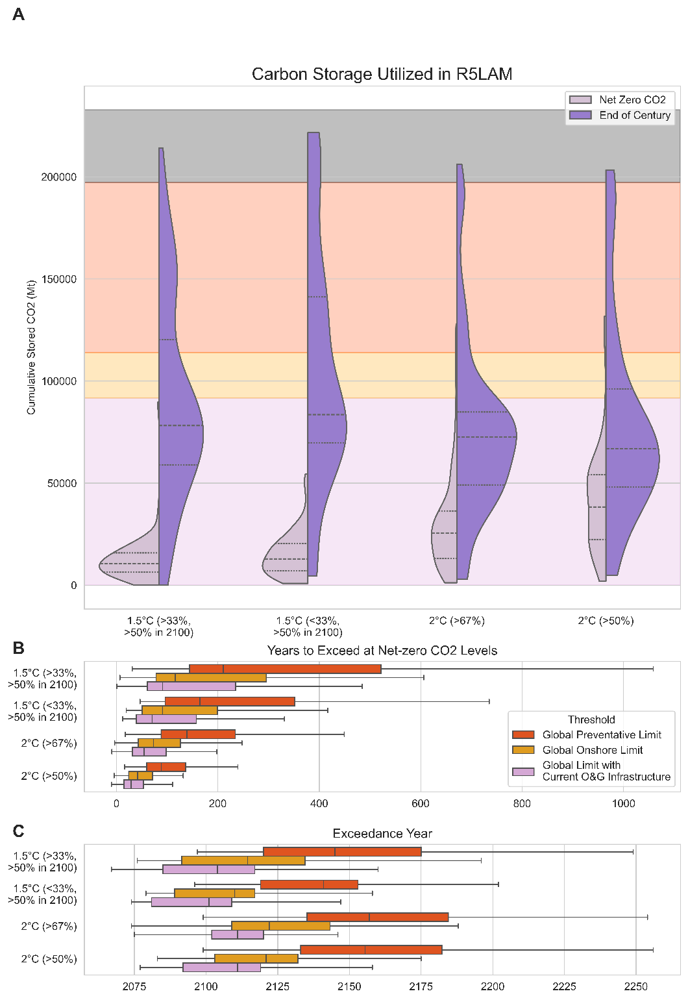 A
Carbon Storage Utilized in R5LAM
Net Zero CO2
End of Century
Cumulative Stored CO2 (Mt)
200000
150000
100000
50000
0
1.5°C (>33%,
>50% in 2100)
1.5°C (<33%,
>50% in 2100)
2°C (>67%)
2°C (>50%)
B
Years to Exceed at Net-zero CO2 Levels
1.5°C (>33%,
>50% in 2100)
1.5°C (<33%,
>50% in 2100)
2°C (>67%)
2°C (>50%)
Threshold
Global Preventative Limit
Global Onshore Limit
Global Limit with
Current O&G Infrastructure
0 200 400 600 800 1000
C
Exceedance Year
1.5°C (>33%,
>50% in 2100)
1.5°C (<33%,
>50% in 2100)
2°C (>67%)
2°C (>50%)
2075 2100 2125 2150 2175 2200 2225 2250